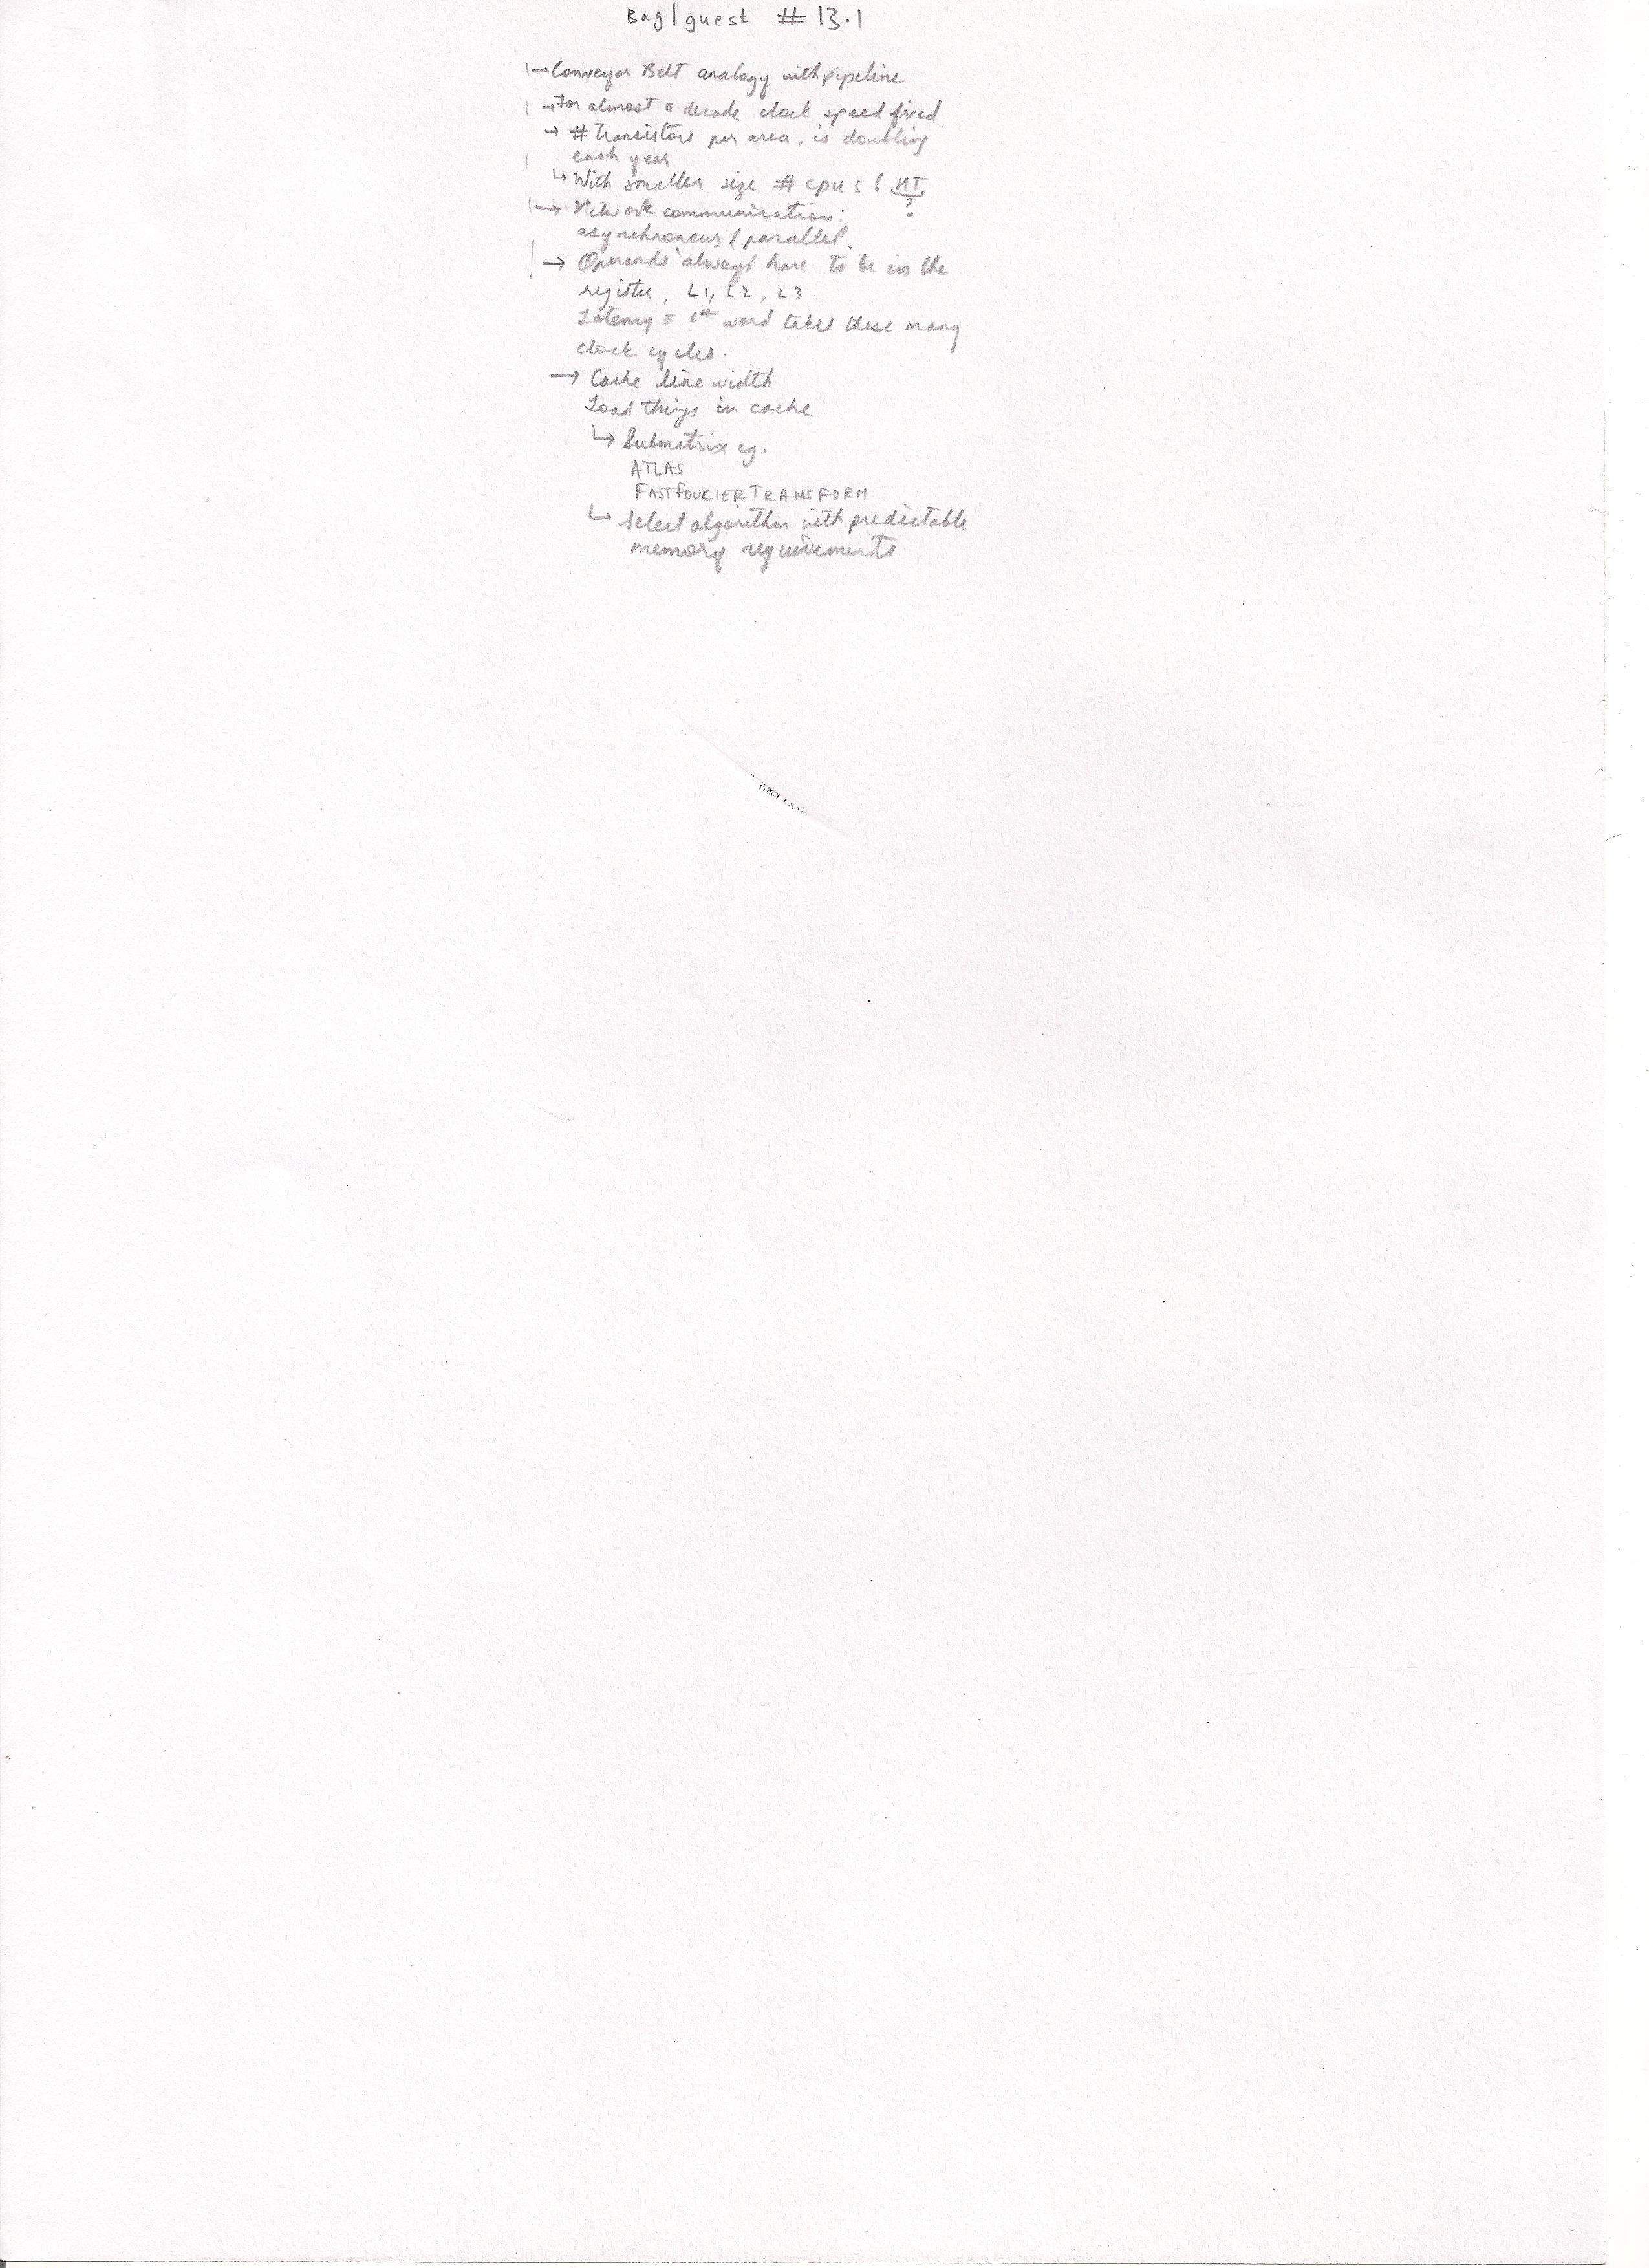 Bag/guest # 13.1
→ Conveyor Belt analogy with pipeline
→ For almost a decade clock speed fixed
→ # transistors per area, is doubling
each year
↳ With smaller size # cpus & MT
?
→ Network communication:
asynchronous & parallel.
→ Operands always have to be in the
register, L1, L2, L3
Latency = 1st word takes these many
clock cycles.
→ Cache line width
Load things in cache
↳ Submatrix eg.
ATLAS
FASTFOURIERTRANSFORM
↳ Select algorithm with predictable
memory requirements